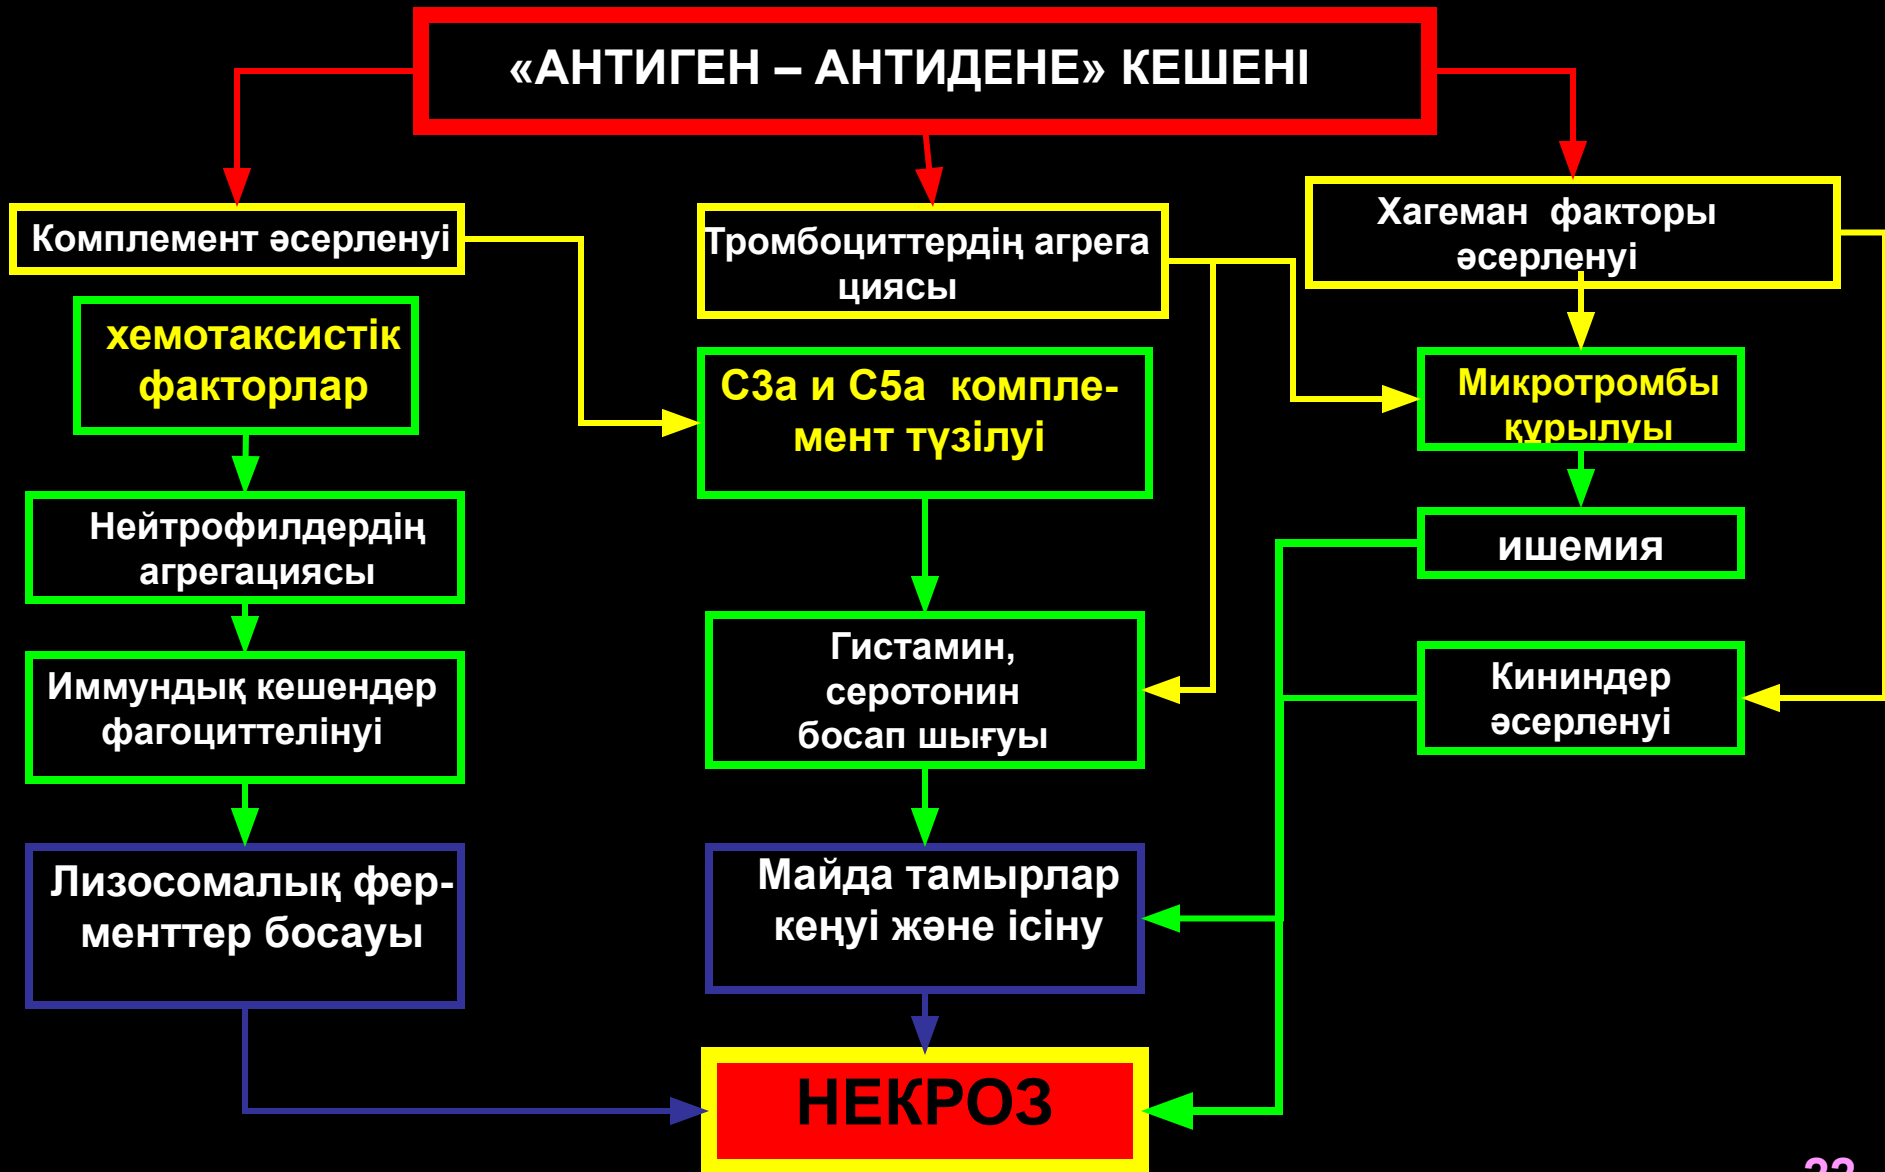 «АНТИГЕН – АНТИДЕНЕ» КЕШЕНІ
Комплемент әсерленуі
Тромбоциттердің агрега
циясы
Хагеман факторы
әсерленуі
хемотаксистік
факторлар
С3а и С5а компле-
мент түзілуі
Микротромбы
құрылуы
Нейтрофилдердің
агрегациясы
ишемия
Иммундық кешендер
фагоциттелінуі
Гистамин,
серотонин
босап шығуы
Кининдер
әсерленуі
Лизосомалық фер-
менттер босауы
Майда тамырлар
кеңуі және ісіну
НЕКРОЗ